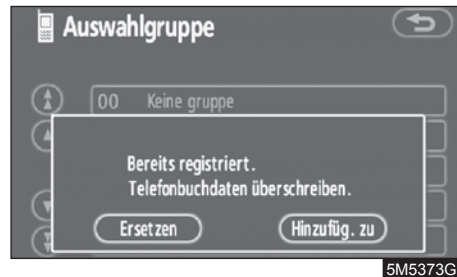 Auswahlgruppe
00 Keine gruppe
Bereits registriert.
Telefonbuchdaten überschreiben.
Ersetzen
Hinzufüg. zu
5M5373G